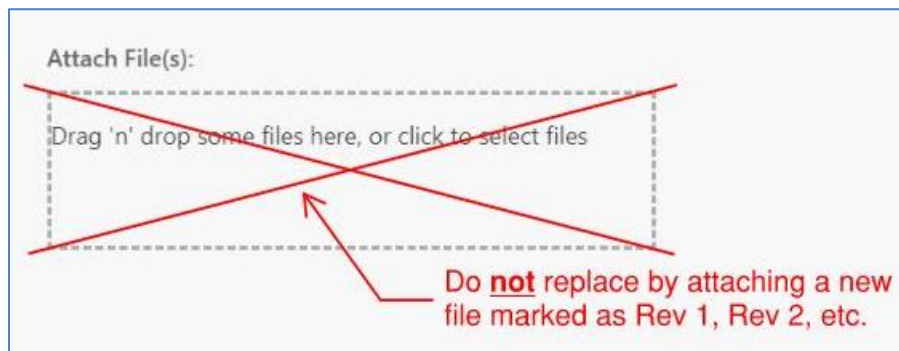 Attach File(s):
Drag 'n' drop some files here, or click to select files
Do not replace by attaching a new
file marked as Rev 1, Rev 2, etc.